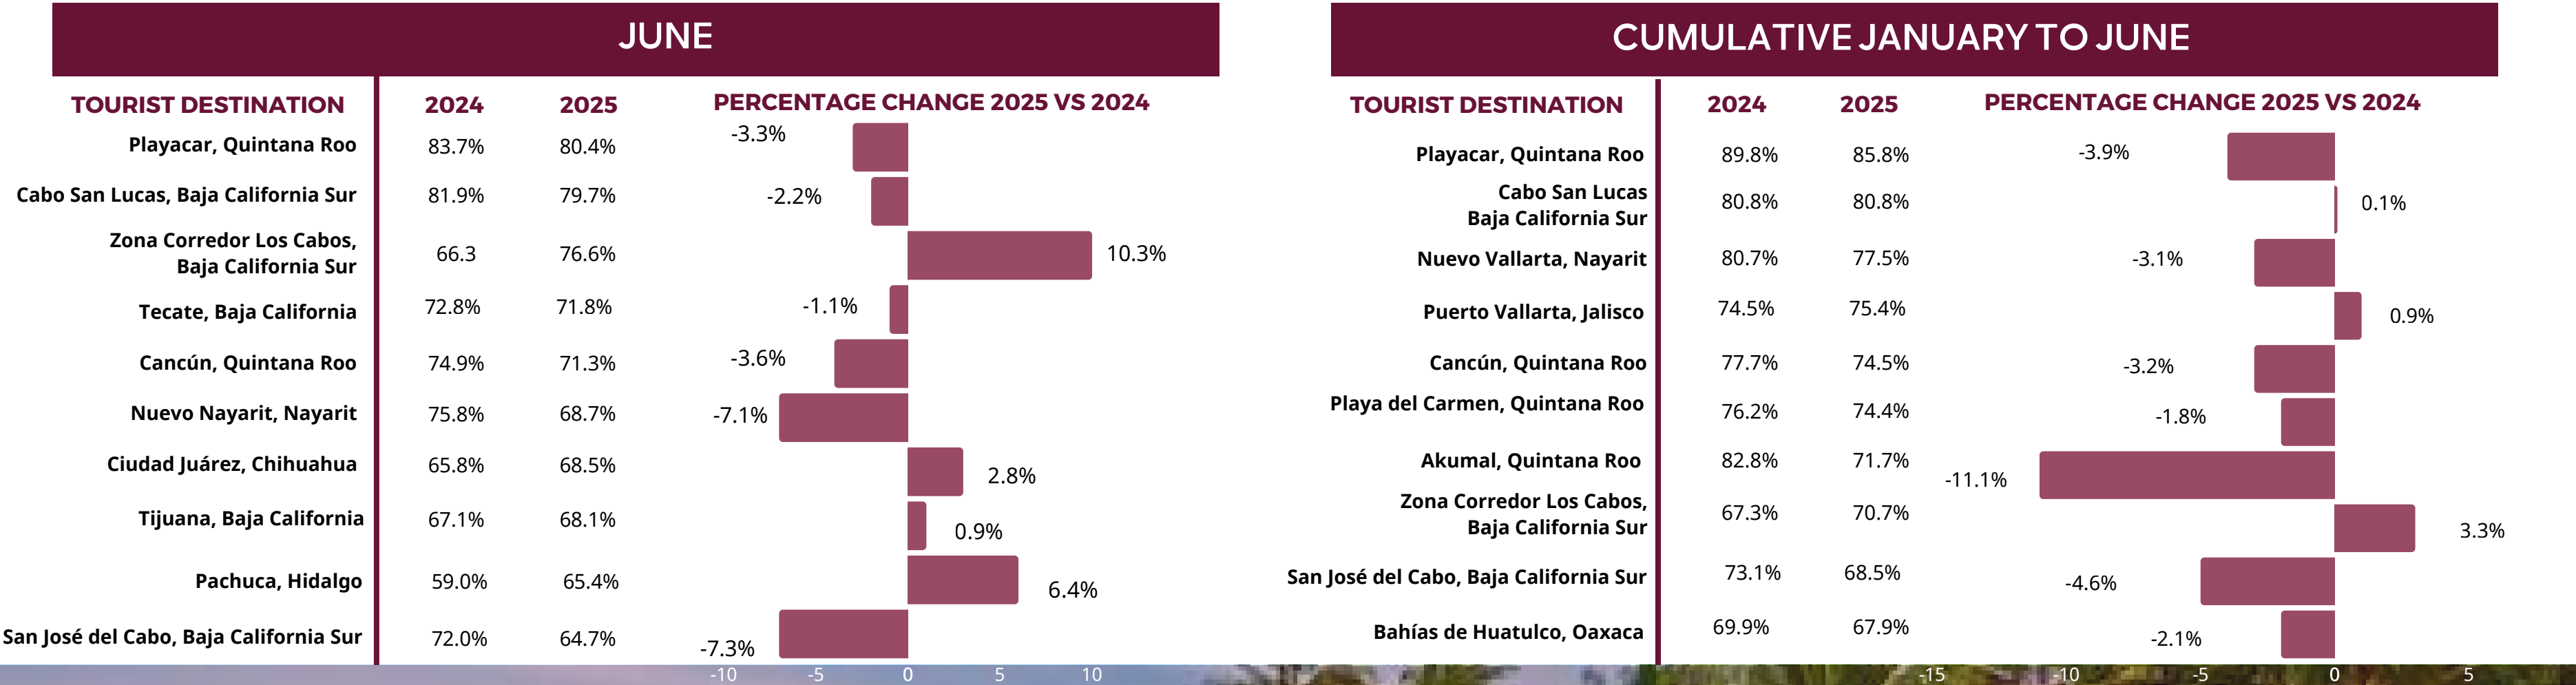 JUNE
TOURIST DESTINATION 2024 2025 PERCENTAGE CHANGE 2025 VS 2024
Playacar, Quintana Roo 83.7% 80.4% -3.3%
Cabo San Lucas, Baja California Sur 81.9% 79.7% -2.2%
Zona Corredor Los Cabos,
Baja California Sur 66.3 76.6% 10.3%
Tecate, Baja California 72.8% 71.8% -1.1%
Cancún, Quintana Roo 74.9% 71.3% -3.6%
Nuevo Nayarit, Nayarit 75.8% 68.7% -7.1%
Ciudad Juárez, Chihuahua 65.8% 68.5% 2.8%
Tijuana, Baja California 67.1% 68.1% 0.9%
Pachuca, Hidalgo 59.0% 65.4% 6.4%
San José del Cabo, Baja California Sur 72.0% 64.7% -7.3%
-10 -5 0 5 10
CUMULATIVE JANUARY TO JUNE
TOURIST DESTINATION 2024 2025 PERCENTAGE CHANGE 2025 VS 2024
Playacar, Quintana Roo 89.8% 85.8% -3.9%
Cabo San Lucas
Baja California Sur 80.8% 80.8% 0.1%
Nuevo Vallarta, Nayarit 80.7% 77.5% -3.1%
Puerto Vallarta, Jalisco 74.5% 75.4% 0.9%
Cancún, Quintana Roo 77.7% 74.5% -3.2%
Playa del Carmen, Quintana Roo 76.2% 74.4% -1.8%
Akumal, Quintana Roo 82.8% 71.7% -11.1%
Zona Corredor Los Cabos,
Baja California Sur 67.3% 70.7% 3.3%
San José del Cabo, Baja California Sur 73.1% 68.5% -4.6%
Bahías de Huatulco, Oaxaca 69.9% 67.9% -2.1%
-15 -10 -5 0 5